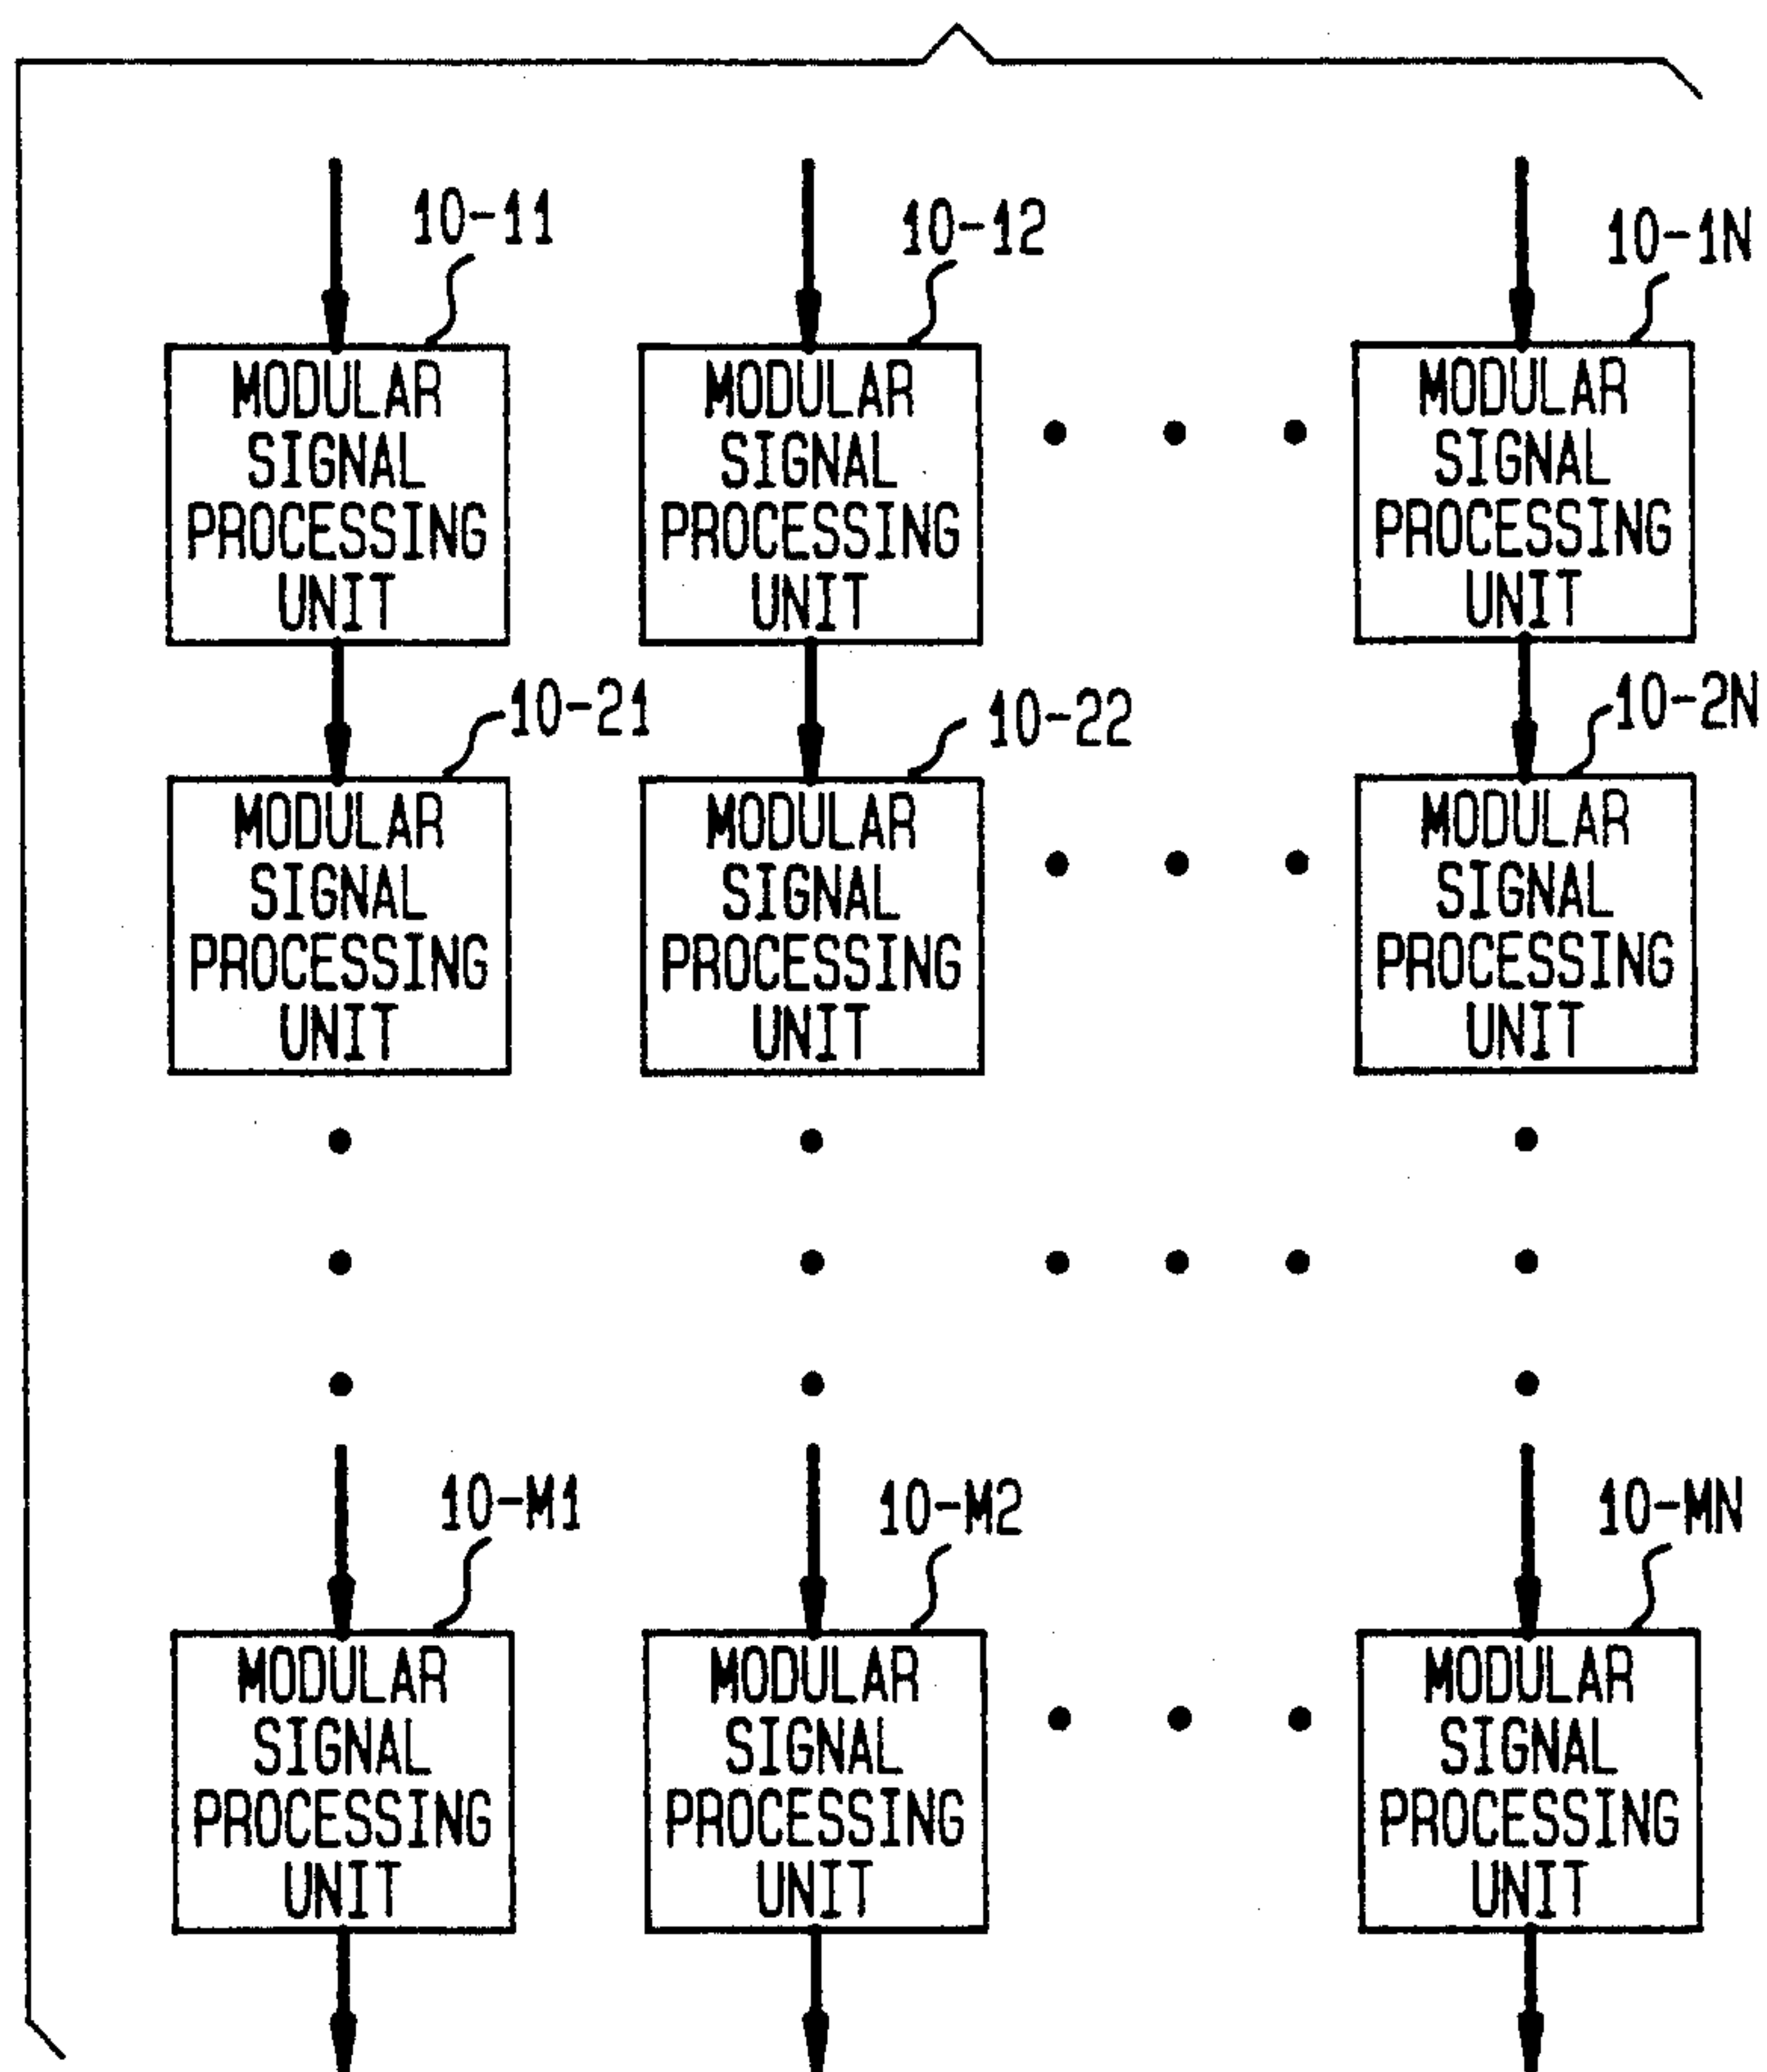 10-11
10-12
10-1N
MODULAR
SIGNAL
PROCESSING
UNIT
MODULAR
SIGNAL
PROCESSING
UNIT
MODULAR
SIGNAL
PROCESSING
UNIT
10-21
10-22
10-2N
MODULAR
SIGNAL
PROCESSING
UNIT
MODULAR
SIGNAL
PROCESSING
UNIT
MODULAR
SIGNAL
PROCESSING
UNIT
10-M1
10-M2
10-MN
MODULAR
SIGNAL
PROCESSING
UNIT
MODULAR
SIGNAL
PROCESSING
UNIT
MODULAR
SIGNAL
PROCESSING
UNIT